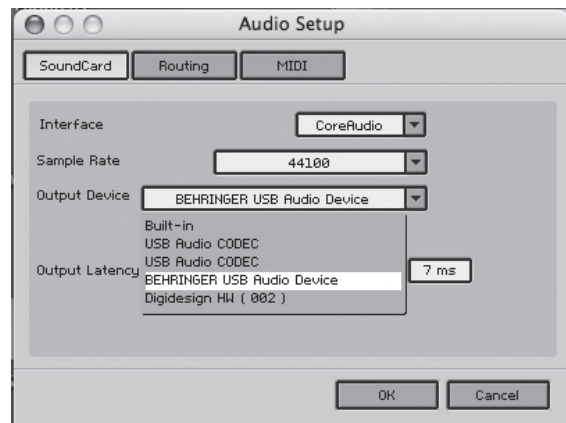 Audio Setup
SoundCard Routing MIDI
Interface CoreAudio
Sample Rate 44100
Output Device BEHRINGER USB Audio Device
Built-in
USB Audio CODEC
USB Audio CODEC
Output Latency BEHRINGER USB Audio Device 7 ms
Digidesign HW ( 002 )
OK Cancel